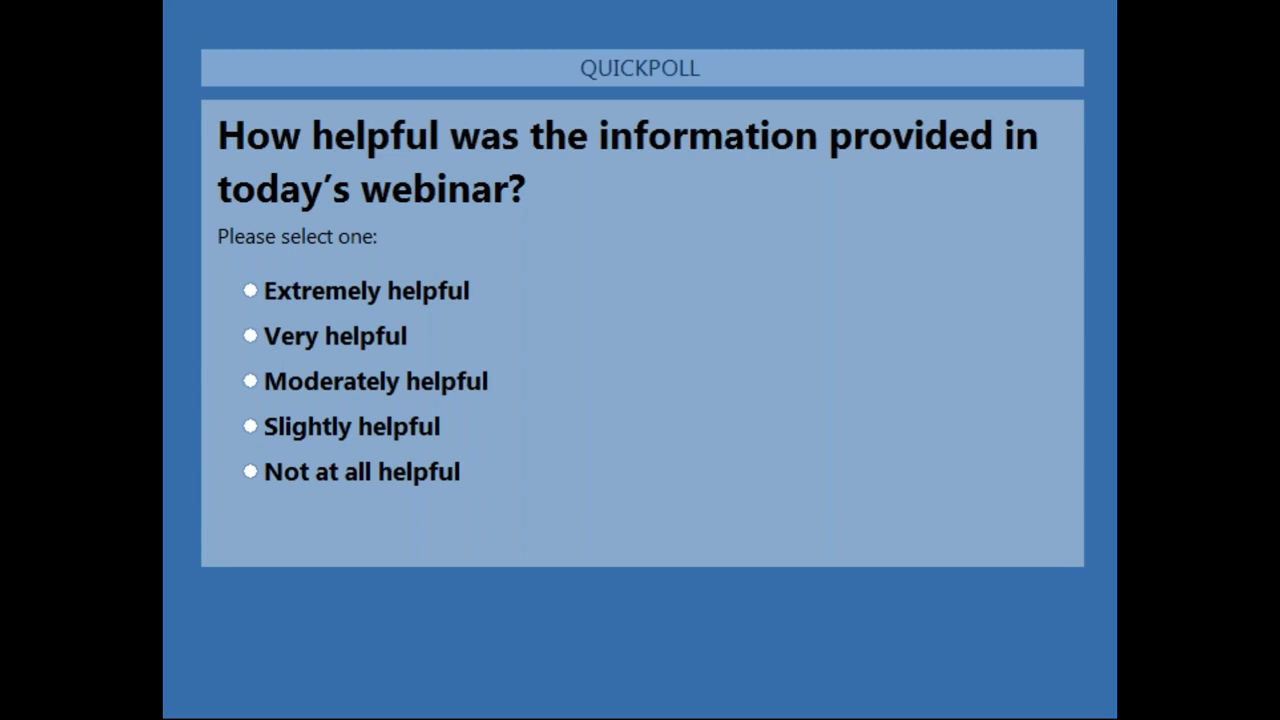 QUICKPOLL
How helpful was the information provided in
today’s webinar?
Please select one:
Extremely helpful
Very helpful
Moderately helpful
Slightly helpful
Not at all helpful